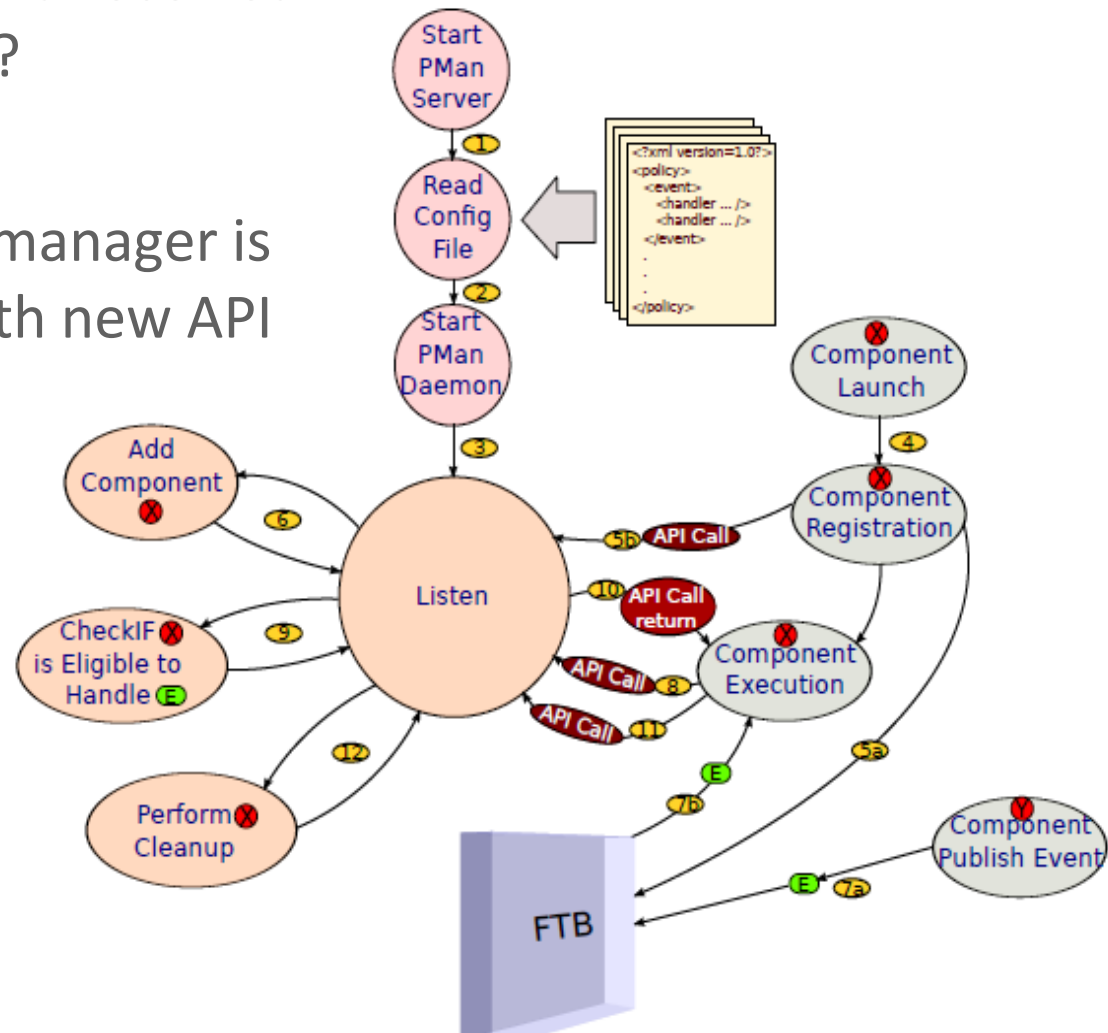 ?
manager is
th new API
Start
PMan
Server
1
Read
Config
File
<?xml version=1.0?>
<policy>
<event>
<handler ... />
<handler ... />
</event>
.
.
.
</policy>
2
Start
PMan
Daemon
3
X
Component
Launch
4
X
Component
Registration
Add
Component
X
6
5b
API Call
Listen
10
API Call
return
CheckIF X
is Eligible to
Handle E
9
X
Component
Execution
API Call
8
API Call
11
12
5a
E
7b
Perform X
Cleanup
Y
Component
Publish Event
E
7a
FTB